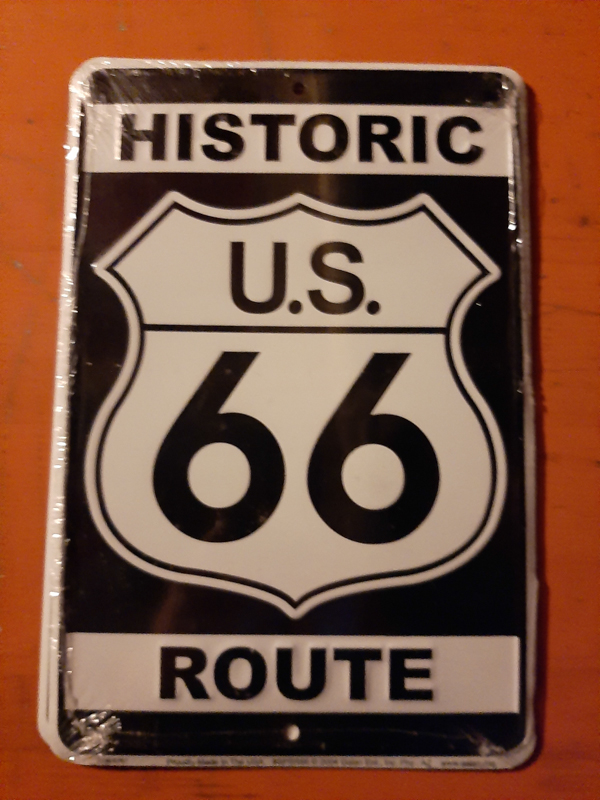 HISTORIC
U.S.
66
ROUTE
Proudly Made In The USA